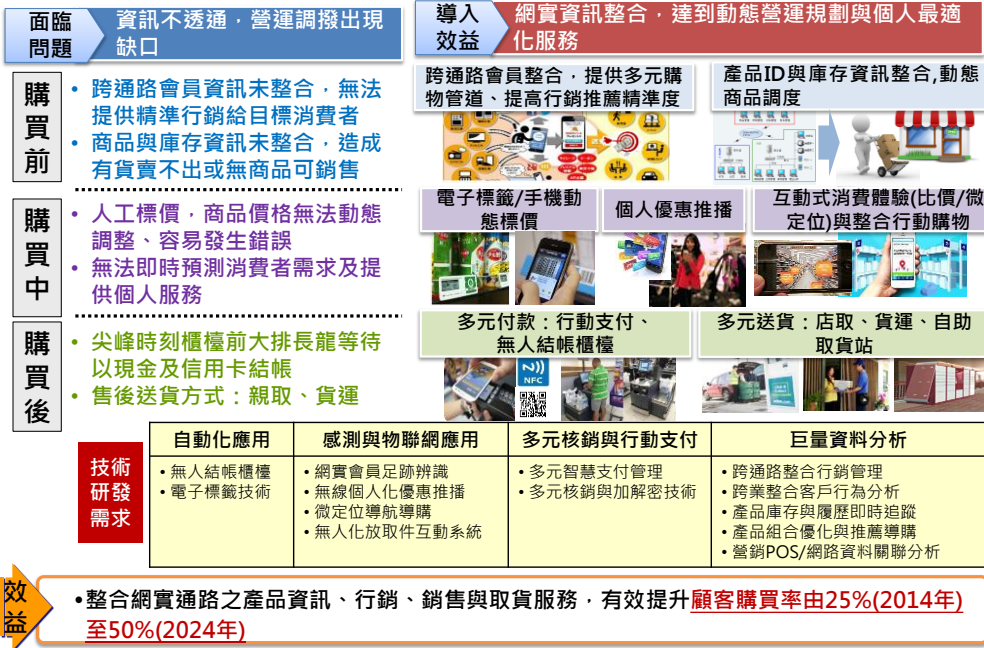 面臨
問題
資訊不透通，營運調撥出現
缺口
導入
效益
網實資訊整合，達到動態營運規劃與個人最適
化服務
購
買
前
• 跨通路會員資訊未整合，無法
提供精準行銷給目標消費者
• 商品與庫存資訊未整合，造成
有貨賣不出或無商品可銷售
跨通路會員整合，提供多元購
物管道、提高行銷推薦精準度
產品ID與庫存資訊整合,動態
商品調度
購
買
中
• 人工標價，商品價格無法動態
調整、容易發生錯誤
• 無法即時預測消費者需求及提
供個人服務
電子標籤/手機動
態標價
個人優惠推播
互動式消費體驗(比價/微
定位)與整合行動購物
購
買
後
• 尖峰時刻櫃檯前大排長龍等待
以現金及信用卡結帳
• 售後送貨方式：親取、貨運
多元付款：行動支付、
無人結帳櫃檯
多元送貨：店取、貨運、自助
取貨站
NFC
技術
研發
需求
自動化應用
感測與物聯網應用
多元核銷與行動支付
巨量資料分析
• 無人結帳櫃檯
• 電子標籤技術
• 網實會員足跡辨識
• 無線個人化優惠推播
• 微定位導航導購
• 無人化放取件互動系統
• 多元智慧支付管理
• 多元核銷與加解密技術
• 跨通路整合行銷管理
• 跨業整合客戶行為分析
• 產品庫存與履歷即時追蹤
• 產品組合優化與推薦導購
• 營銷POS/網路資料關聯分析
效
益
•整合網實通路之產品資訊、行銷、銷售與取貨服務，有效提升顧客購買率由25%(2014年)
至50%(2024年)